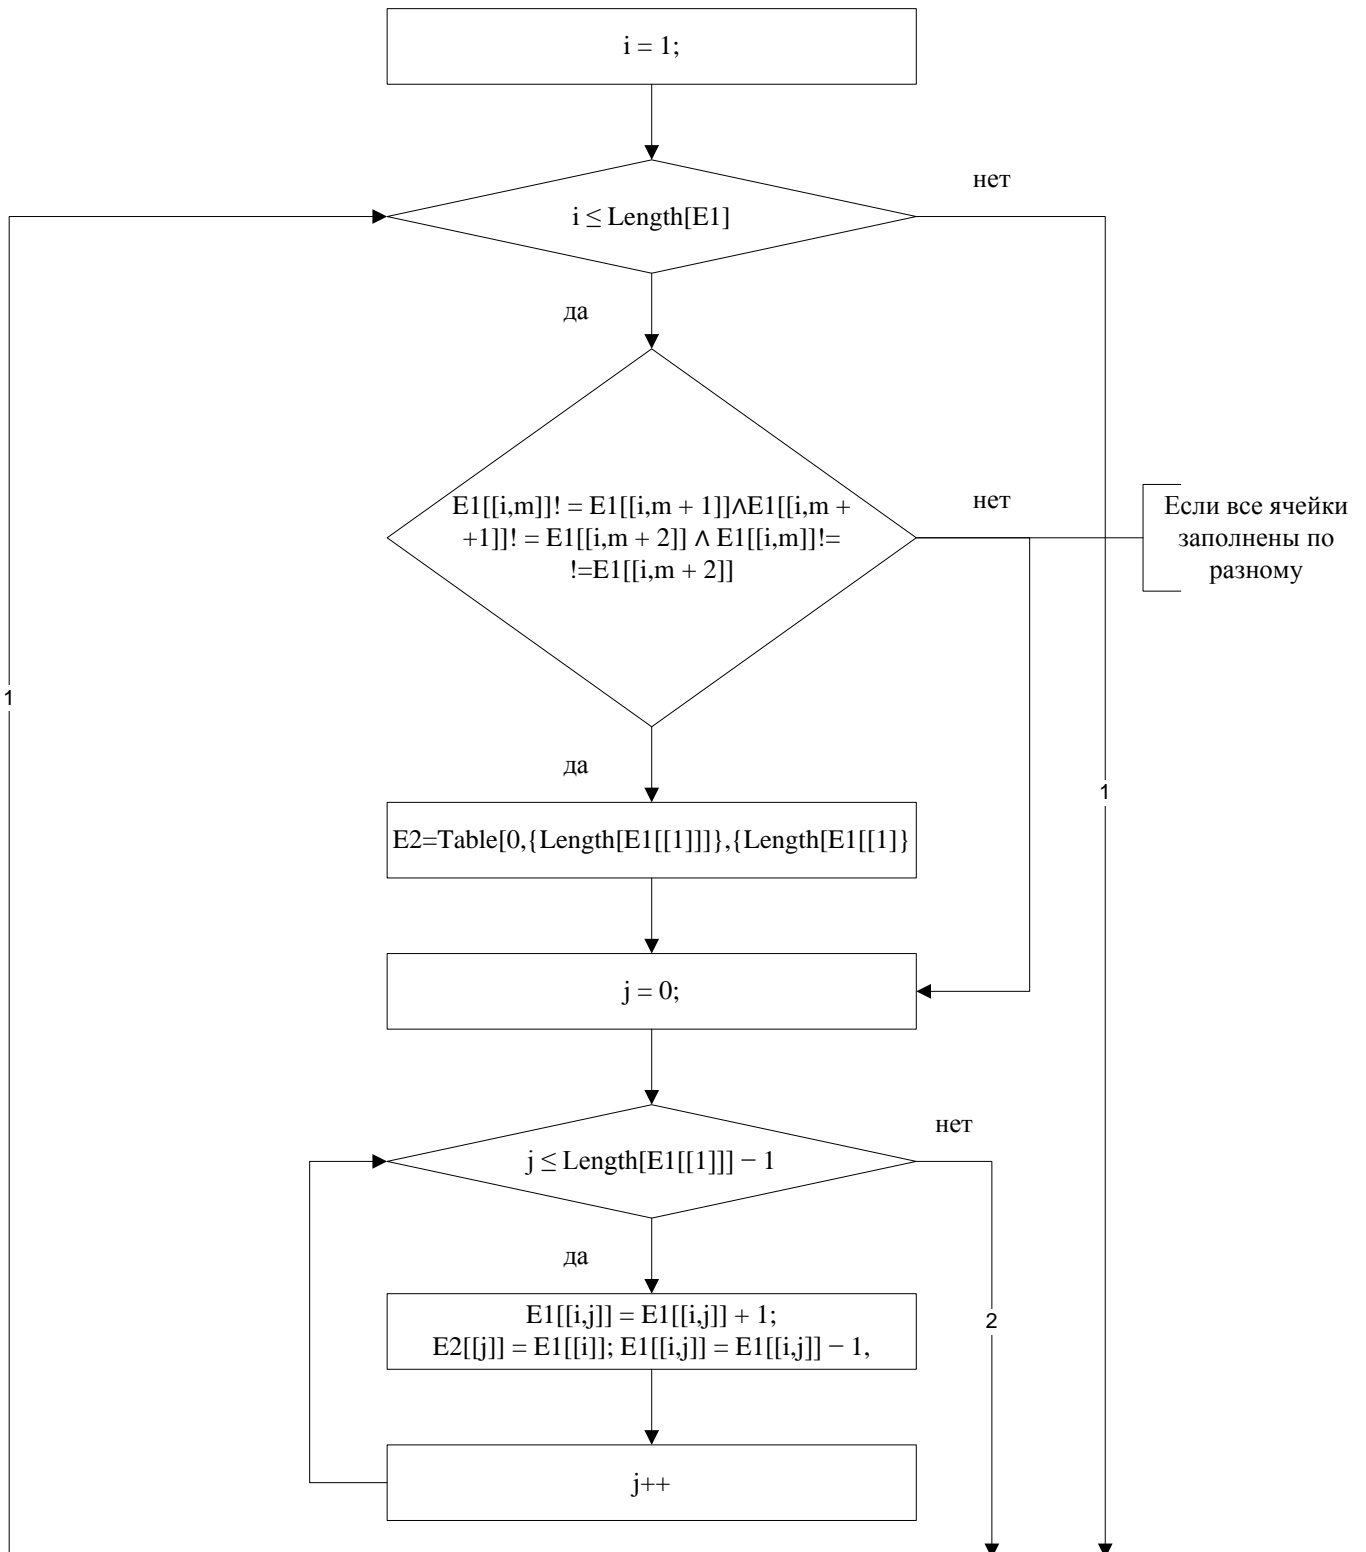 i = 1;
нет
i ≤ Length[E1]
да
E1[[i,m]]! = E1[[i,m + 1]]∧E1[[i,m +
+1]]! = E1[[i,m + 2]] ∧ E1[[i,m]]!=
!=E1[[i,m + 2]]
нет
Если все ячейки
заполнены по
разному
1
да
1
E2=Table[0,{Length[E1[[1]]]},{Length[E1[[1]}
j = 0;
нет
j ≤ Length[E1[[1]]] − 1
да
E1[[i,j]] = E1[[i,j]] + 1;
E2[[j]] = E1[[i]]; E1[[i,j]] = E1[[i,j]] − 1,
2
j++